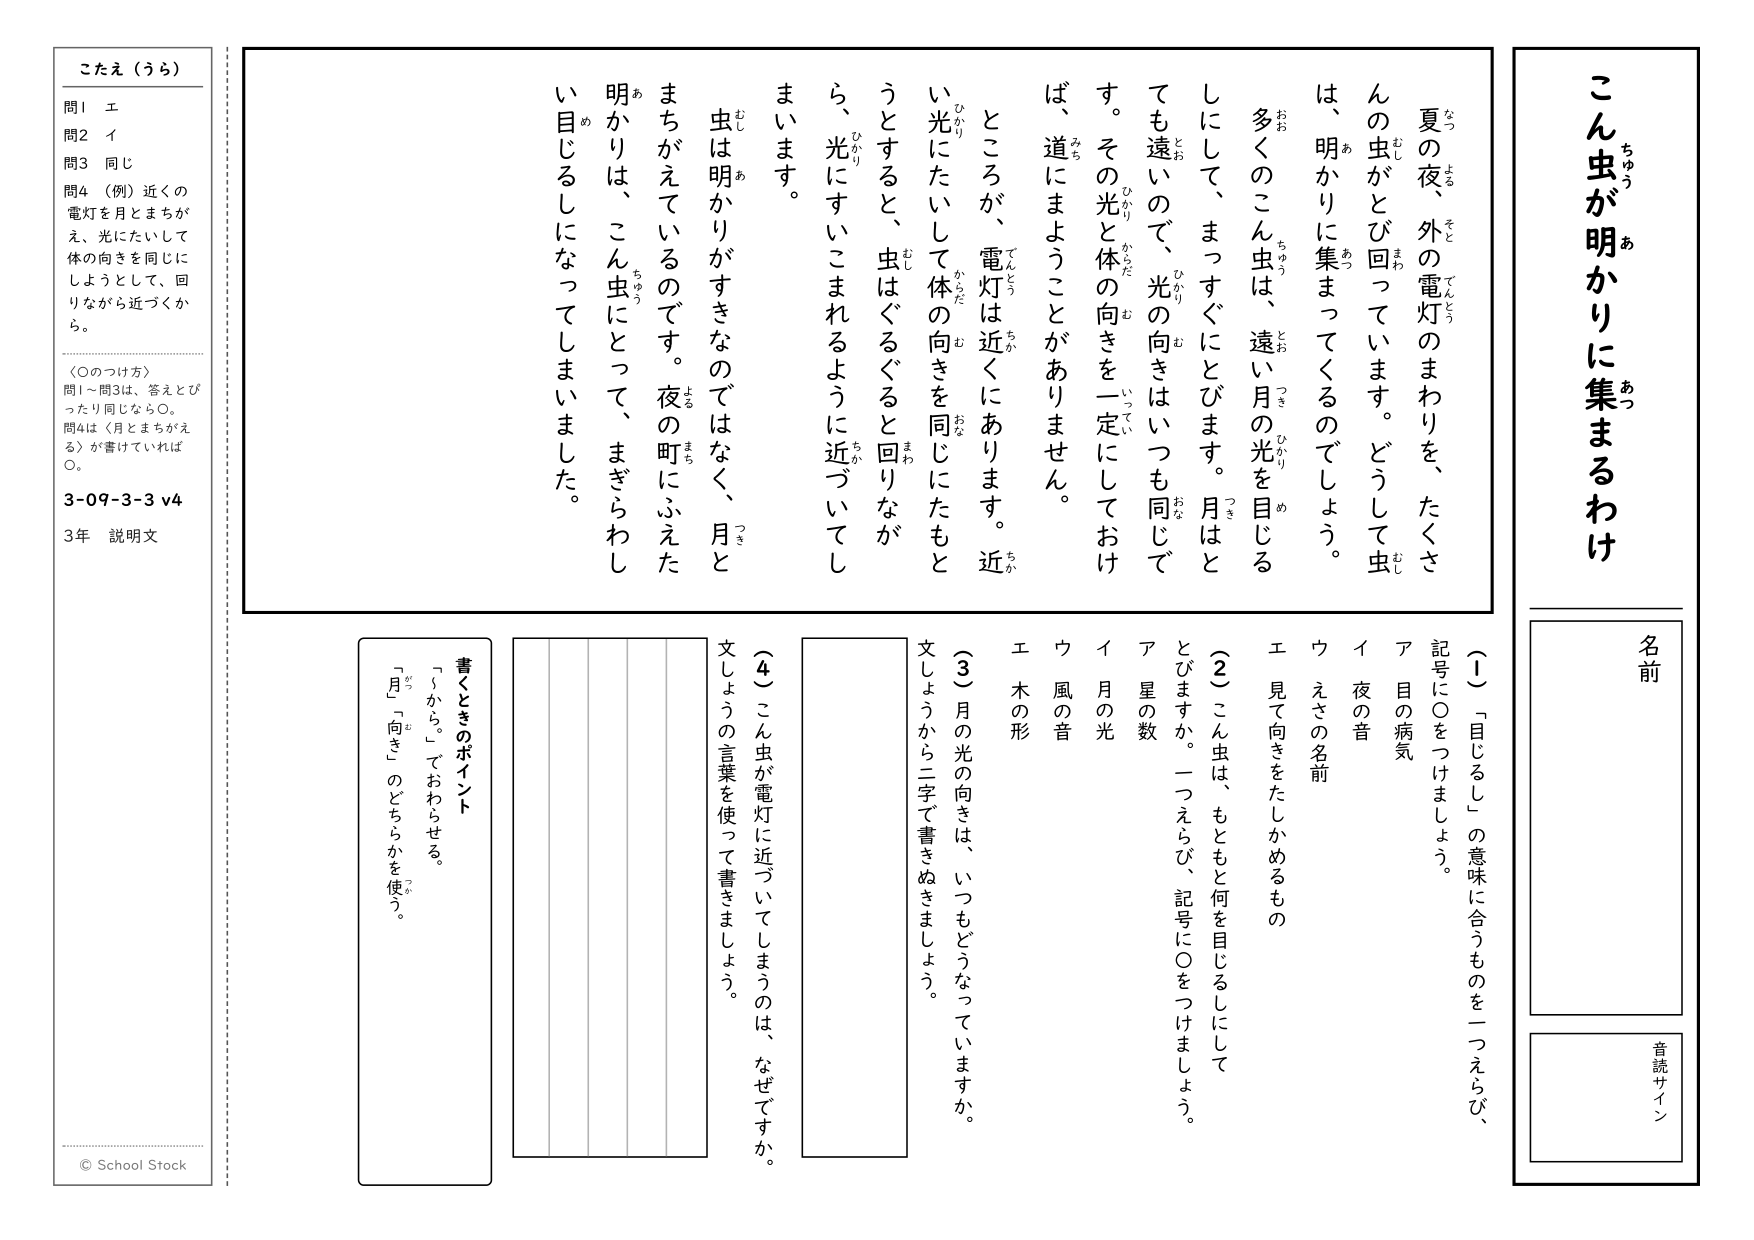 こん虫が明かりに集まるわけ
名前
音読サイン
夏の夜、外の電灯のまわりを、たくさ
んの虫がとび回っています。どうして虫
は、明かりに集まってくるのでしょう。
多くのこん虫は、遠い月の光を目じる
しにして、まっすぐにとびます。月はと
ても遠いので、光の向きはいつも同じで
す。その光と体の向きを一定にしておけ
ば、道にまようことがありません。
ところが、電灯は近くにあります。近
い光にたいして体の向きを同じにたもと
うとすると、虫はぐるぐると回りなが
ら、光にすいこまれるように近づいてし
まいます。
虫は明かりがすきなのではなく、月と
まちがえているのです。夜の町にふえた
明かりは、こん虫にとって、まぎらわし
い目じるしになってしまいました。
(1)「目じるし」の意味に合うものを一つえらび、
記号に〇をつけましょう。
ア 目の病気
イ 夜の音
ウ えさの名前
エ 見て向きをたしかめるもの
(2)こん虫は、もともと何を目じるしにして
とびますか。一つえらび、記号に〇をつけましょう。
ア 星の数
イ 月の光
ウ 風の音
エ 木の形
(3)月の光の向きは、いつもどうなっていますか。
文しょうから二字で書きぬきましょう。
(4)こん虫が電灯に近づいてしまうのは、なぜですか。
文しょうの言葉を使って書きましょう。
書くときのポイント
「～から。」でおわらせる。
「月」「向き」のどちらかを使う。
こたえ(うら)
問1 エ
問2 イ
問3 同じ
問4 (例)近くの
電灯を月とまちが
え、光にたいして
体の向きを同じに
しようとして、回
りながら近づくか
ら。
〈〇のつけ方〉
問1～問3は、答えとぴ
ったり同じなら〇。
問4は〈月とまちがえ
る〉が書けていれば
〇。
3-09-3-3 v4
3年 説明文
© School Stock